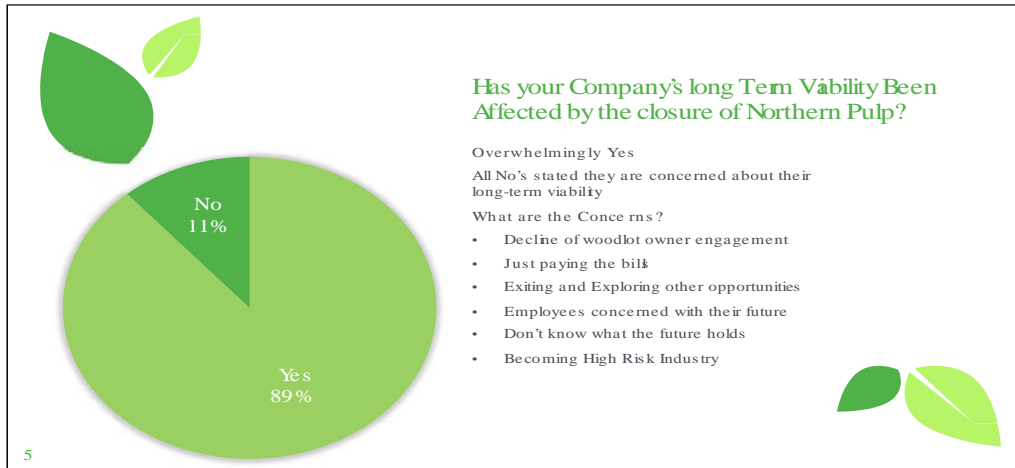 Has your Company's long Term Viability Been
Affected by the closure of Northern Pulp?
Overwhelmingly Yes
All No's stated they are concerned about their
long-term viability
What are the Concerns?
• Decline of woodlot owner engagement
• Just paying the bills
• Exiting and Exploring other opportunities
• Employees concerned with their future
• Don't know what the future holds
• Becoming High Risk Industry
No
11%
Yes
89%
5